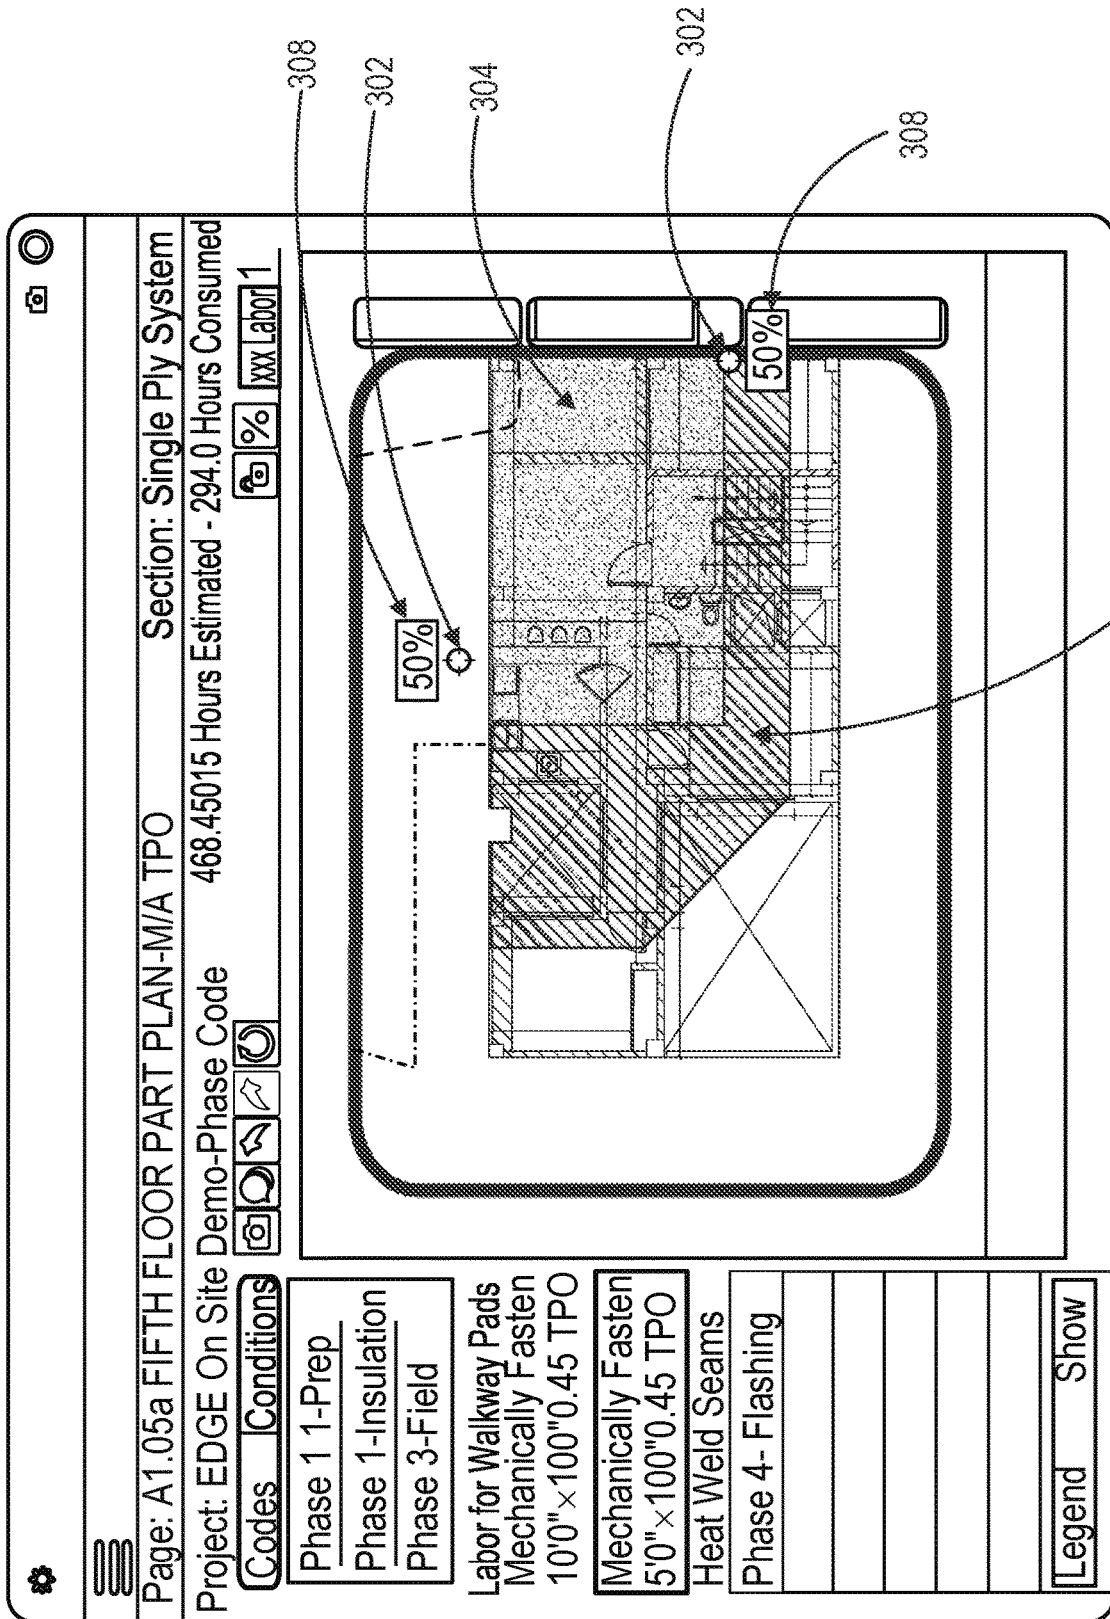 Page: A1.05a FIFTH FLOOR PART PLAN-M/A TPO Section: Single Ply System
Project: EDGE On Site Demo-Phase Code 468.45015 Hours Estimated - 294.0 Hours Consumed
Codes Conditions % xxx Labor 1
Phase 1 1-Prep
Phase 1-Insulation
Phase 3-Field
Labor for Walkway Pads
Mechanically Fasten
10'0"×100"0.45 TPO
Mechanically Fasten
5'0"×100"0.45 TPO
Heat Weld Seams
Phase 4- Flashing
Legend Show
50%
50%
308
302
304
302
308